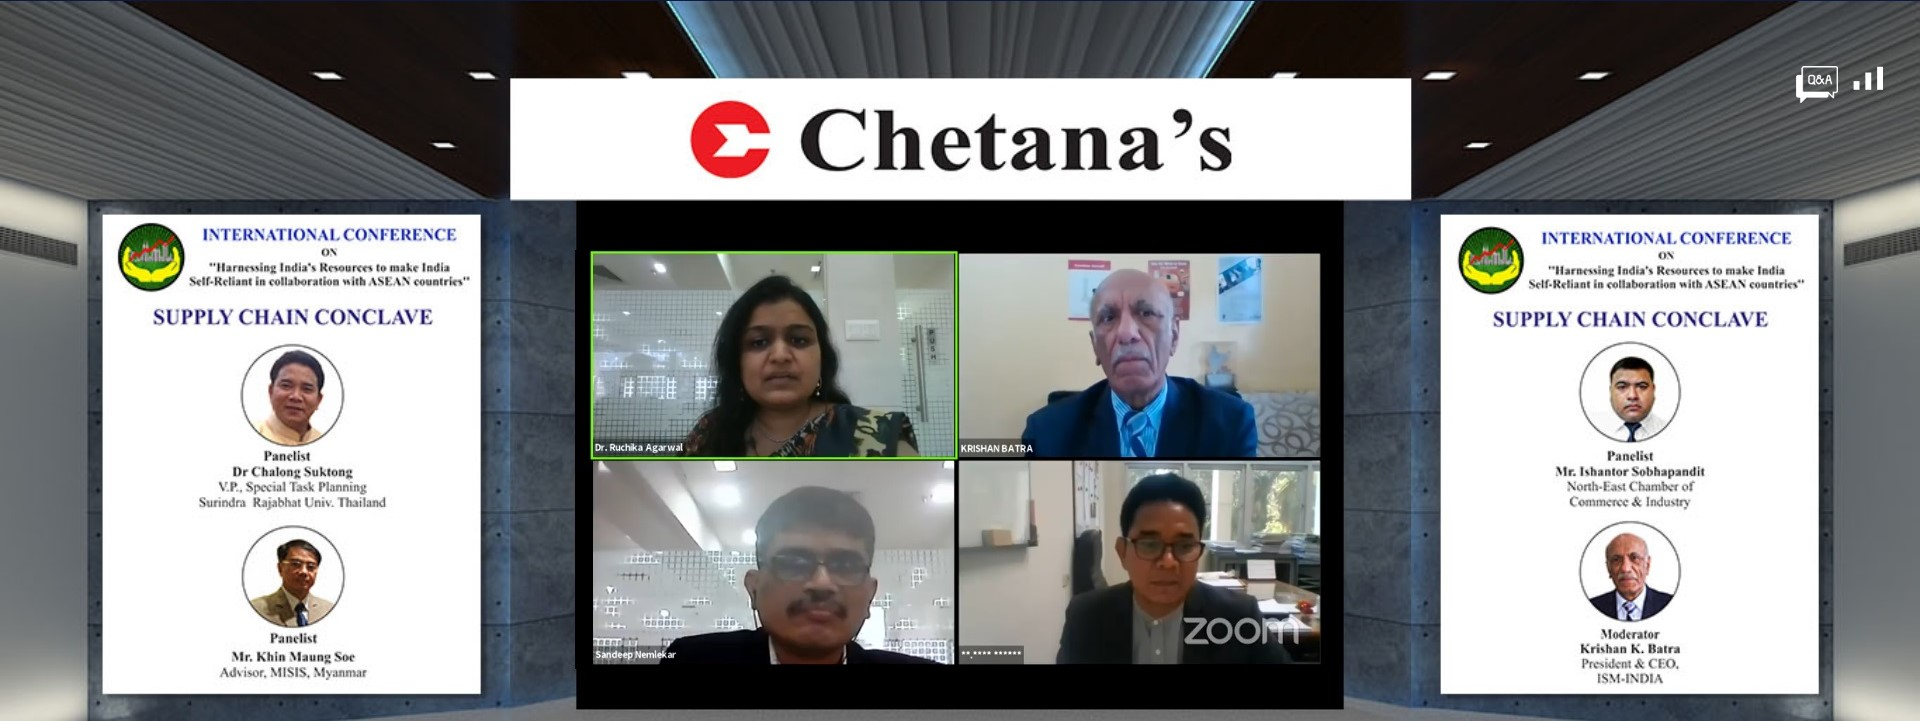 Q&A
Chetana's
INTERNATIONAL CONFERENCE
ON
"Harnessing India's Resources to make India
Self-Reliant in collaboration with ASEAN countries"
SUPPLY CHAIN CONCLAVE
Panelist
Dr Chalong Suktong
V.P., Special Task Planning
Surindra Rajabhat Univ. Thailand
Panelist
Mr. Khin Maung Soe
Advisor, MISIS, Myanmar
PUSH
Dr. Ruchika Agarwal
KRISHAN BATRA
Sandeep Nemlekar
zoom
INTERNATIONAL CONFERENCE
ON
"Harnessing India's Resources to make India
Self-Reliant in collaboration with ASEAN countries"
SUPPLY CHAIN CONCLAVE
Panelist
Mr. Ishantor Sobhapandit
North-East Chamber of
Commerce & Industry
Moderator
Krishan K. Batra
President & CEO,
ISM-INDIA